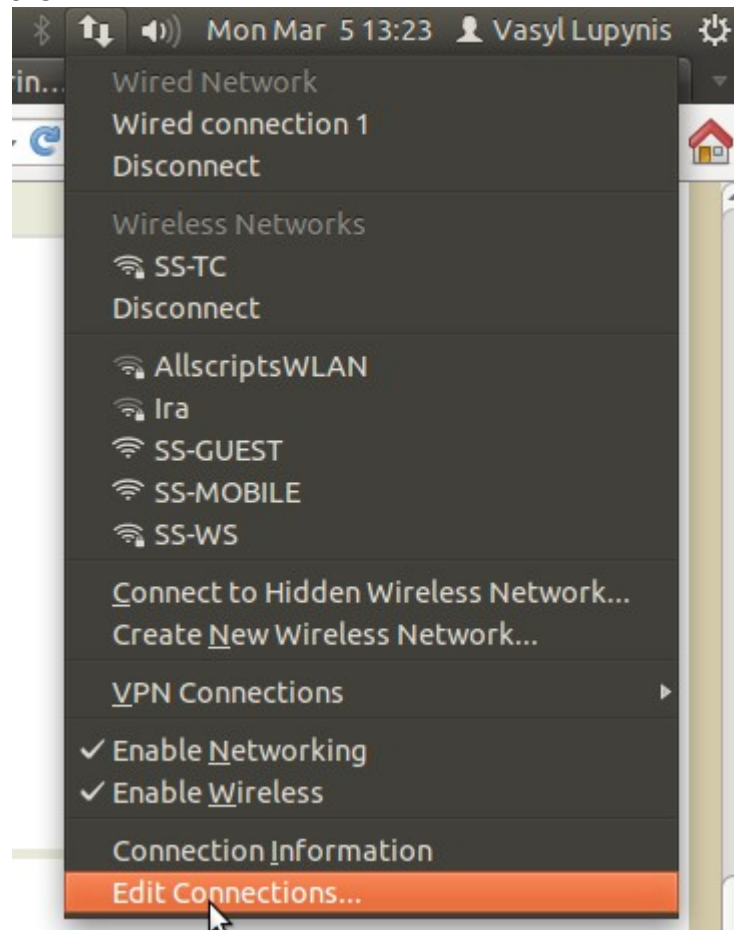 Mon Mar 5 13:23 Vasyl Lupynis
in...
Wired Network
Wired connection 1
Disconnect
Wireless Networks
SS-TC
Disconnect
AllscriptsWLAN
Ira
SS-GUEST
SS-MOBILE
SS-WS
Connect to Hidden Wireless Network...
Create New Wireless Network...
VPN Connections
Enable Networking
Enable Wireless
Connection Information
Edit Connections...